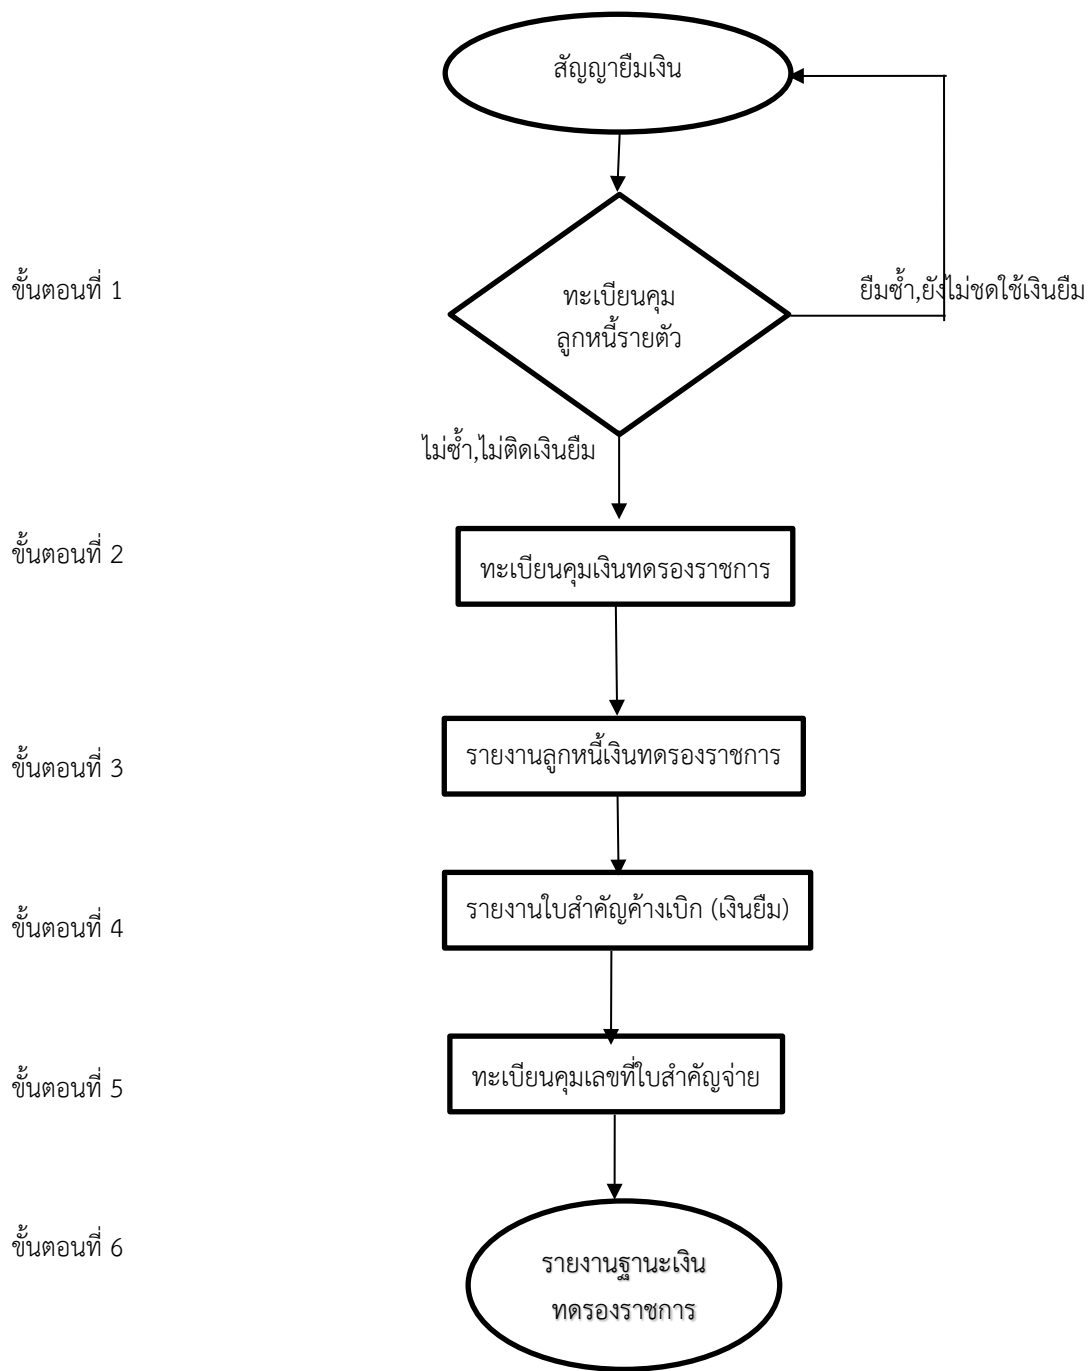 สัญญายืมเงิน
ขั้นตอนที่ 1
ทะเบียนคุม
ลูกหนี้รายตัว
ยืมซ้ำ,ยังไม่ชดใช้เงินยืม
ไม่ซ้ำ,ไม่ติดเงินยืม
ขั้นตอนที่ 2
ทะเบียนคุมเงินทดรองราชการ
ขั้นตอนที่ 3
รายงานลูกหนี้เงินทดรองราชการ
ขั้นตอนที่ 4
รายงานใบสำคัญค้างเบิก (เงินยืม)
ขั้นตอนที่ 5
ทะเบียนคุมเลขที่ใบสำคัญจ่าย
ขั้นตอนที่ 6
รายงานฐานะเงิน
ทดรองราชการ